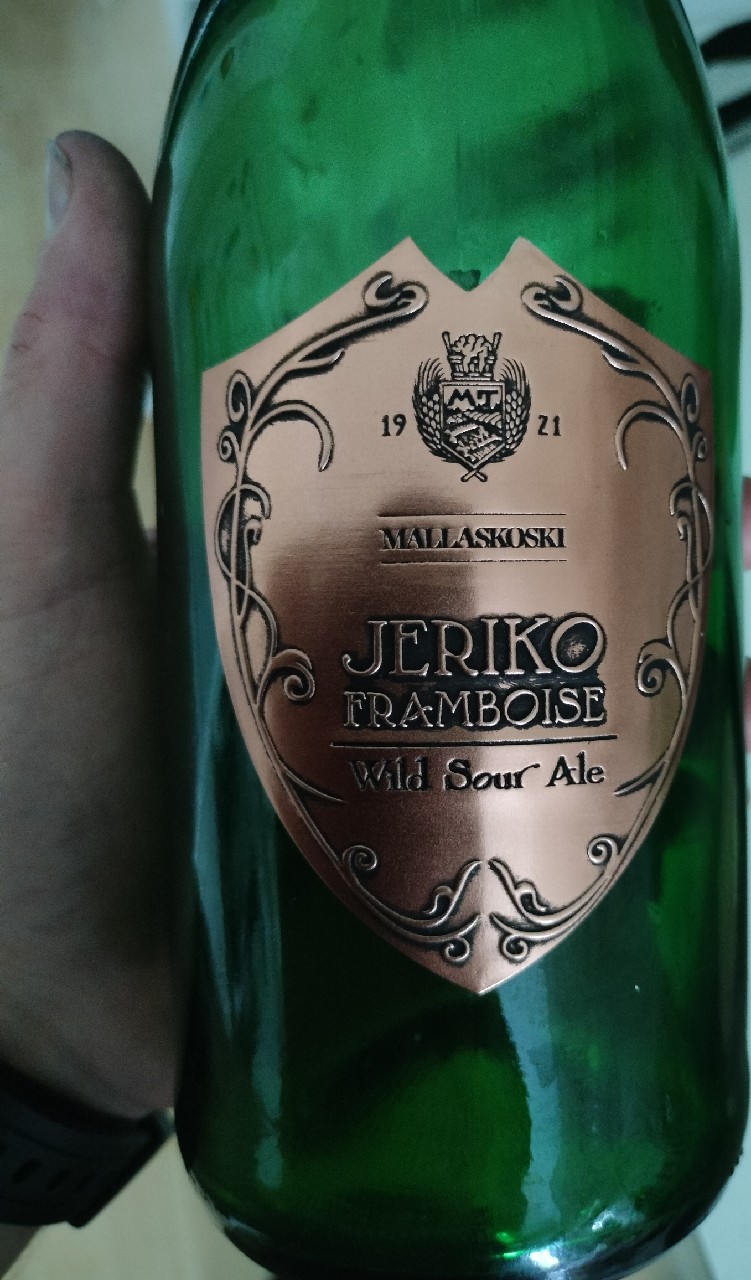 M.T.
19 21
MALLASKOSKI
JERIKO
FRAMBOISE
Wild Sour Ale